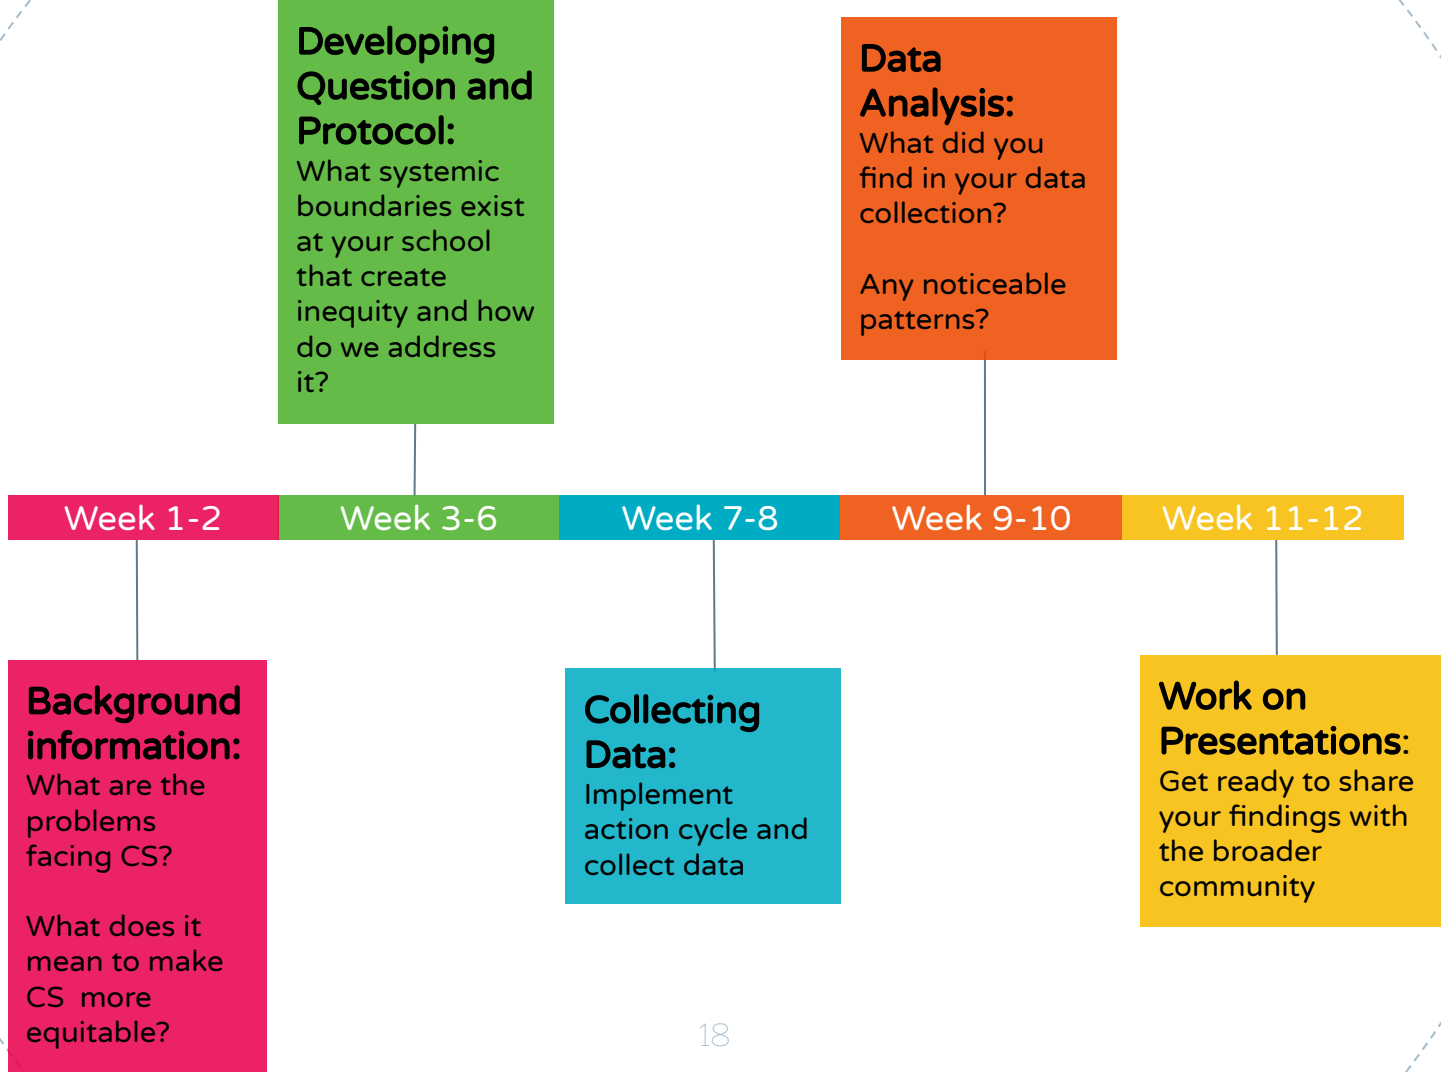 Developing
Question and
Protocol:
What systemic
boundaries exist
at your school
that create
inequity and how
do we address
it?
Data
Analysis:
What did you
find in your data
collection?
Any noticeable
patterns?
Week 1-2
Week 3-6
Week 7-8
Week 9-10
Week 11-12
Background
information:
What are the
problems
facing CS?
What does it
mean to make
CS  more
equitable?
Collecting
Data:
Implement
action cycle and
collect data
Work on
Presentations:
Get ready to share
your findings with
the broader
community
18